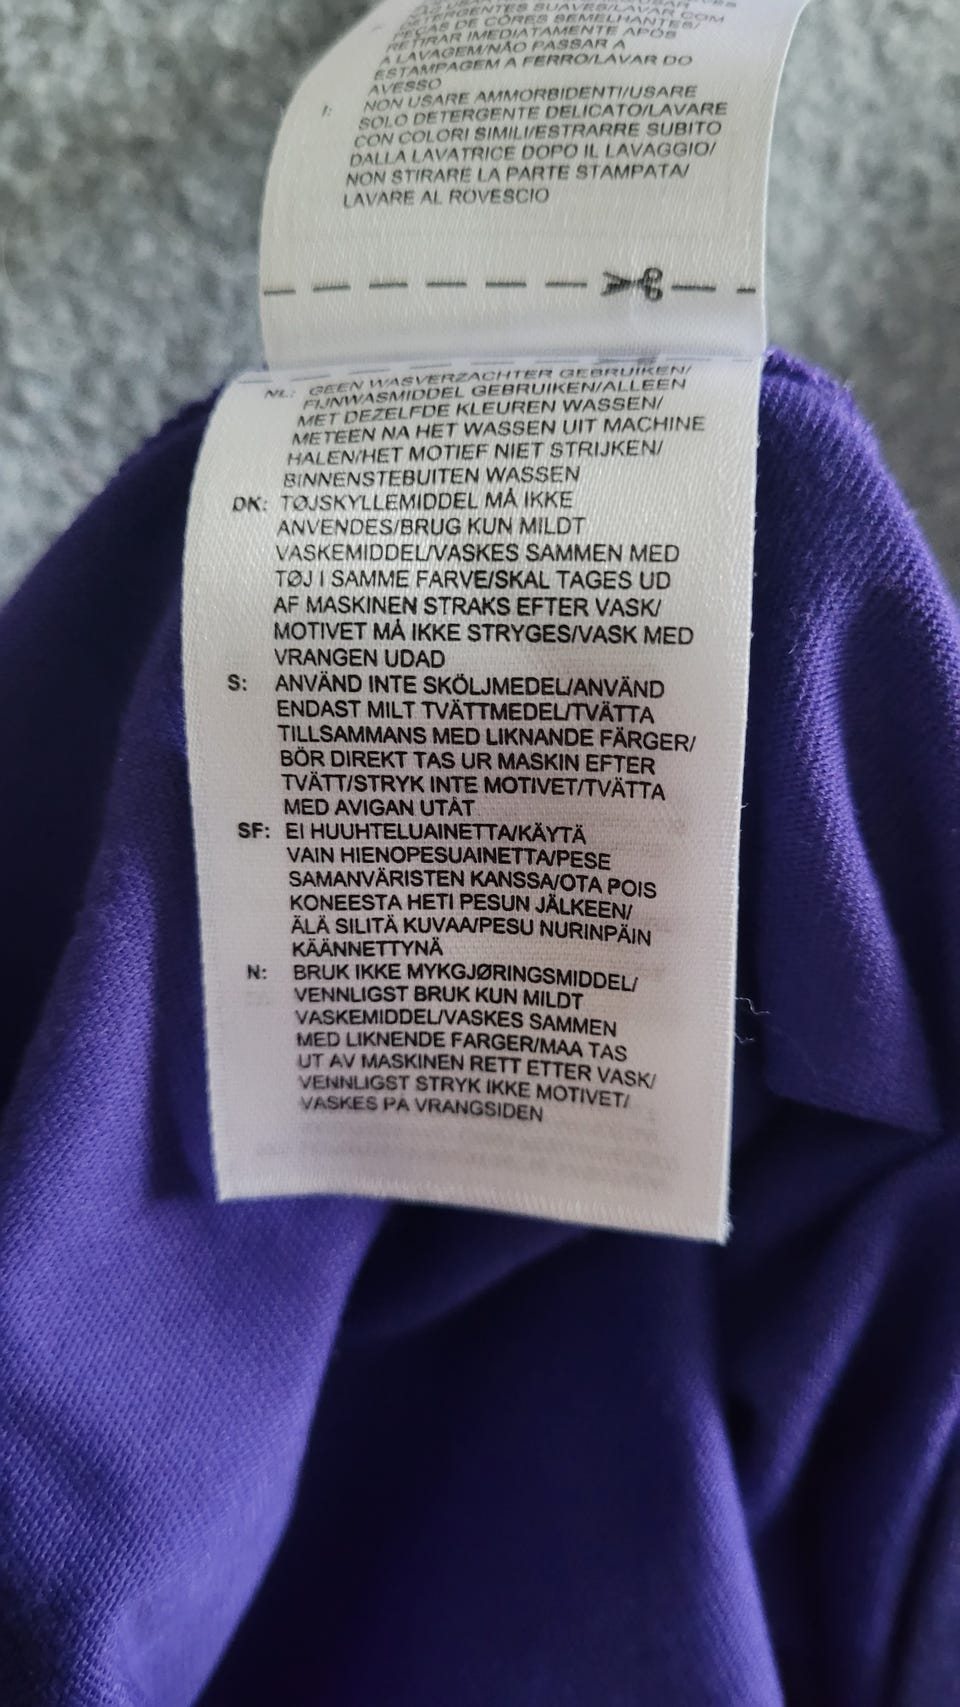 DETERGENTES SUAVES/LAVAR COM
PEÇAS DE CÔRES SEMELHANTES/
RETIRAR IMEDIATAMENTE APÓS
A LAVAGEM/NÃO PASSAR A
ESTAMPAGEM A FERRO/LAVAR DO
AVESSO
I: NON USARE AMMORBIDENTI/USARE
SOLO DETERGENTE DELICATO/LAVARE
CON COLORI SIMILI/ESTRARRE SUBITO
DALLA LAVATRICE DOPO IL LAVAGGIO/
NON STIRARE LA PARTE STAMPATA/
LAVARE AL ROVESCIO
NL: GEEN WASVERZACHTER GEBRUIKEN/
FIJNWASMIDDEL GEBRUIKEN/ALLEEN
MET DEZELFDE KLEUREN WASSEN/
METEEN NA HET WASSEN UIT MACHINE
HALEN/HET MOTIEF NIET STRIJKEN/
BINNENSTEBUITEN WASSEN
DK: TØJSKYLLEMIDDEL MÅ IKKE
ANVENDES/BRUG KUN MILDT
VASKEMIDDEL/VASKES SAMMEN MED
TØJ I SAMME FARVE/SKAL TAGES UD
AF MASKINEN STRAKS EFTER VASK/
MOTIVET MÅ IKKE STRYGES/VASK MED
VRANGEN UDAD
S: ANVÄND INTE SKÖLJMEDEL/ANVÄND
ENDAST MILT TVÄTTMEDEL/TVÄTTA
TILLSAMMANS MED LIKNANDE FÄRGER/
BÖR DIREKT TAS UR MASKIN EFTER
TVÄTT/STRYK INTE MOTIVET/TVÄTTA
MED AVIGAN UTÅT
SF: EI HUUHTELUAINETTA/KÄYTÄ
VAIN HIENOPESUAINETTA/PESE
SAMANVÄRISTEN KANSSA/OTA POIS
KONEESTA HETI PESUN JÄLKEEN/
ÄLÄ SILITÄ KUVAA/PESU NURINPÄIN
KÄÄNNETTYNÄ
N: BRUK IKKE MYKGJØRINGSMIDDEL/
VENNLIGST BRUK KUN MILDT
VASKEMIDDEL/VASKES SAMMEN
MED LIKNENDE FARGER/MAA TAS
UT AV MASKINEN RETT ETTER VASK/
VENNLIGST STRYK IKKE MOTIVET/
VASKES PA VRANGSIDEN